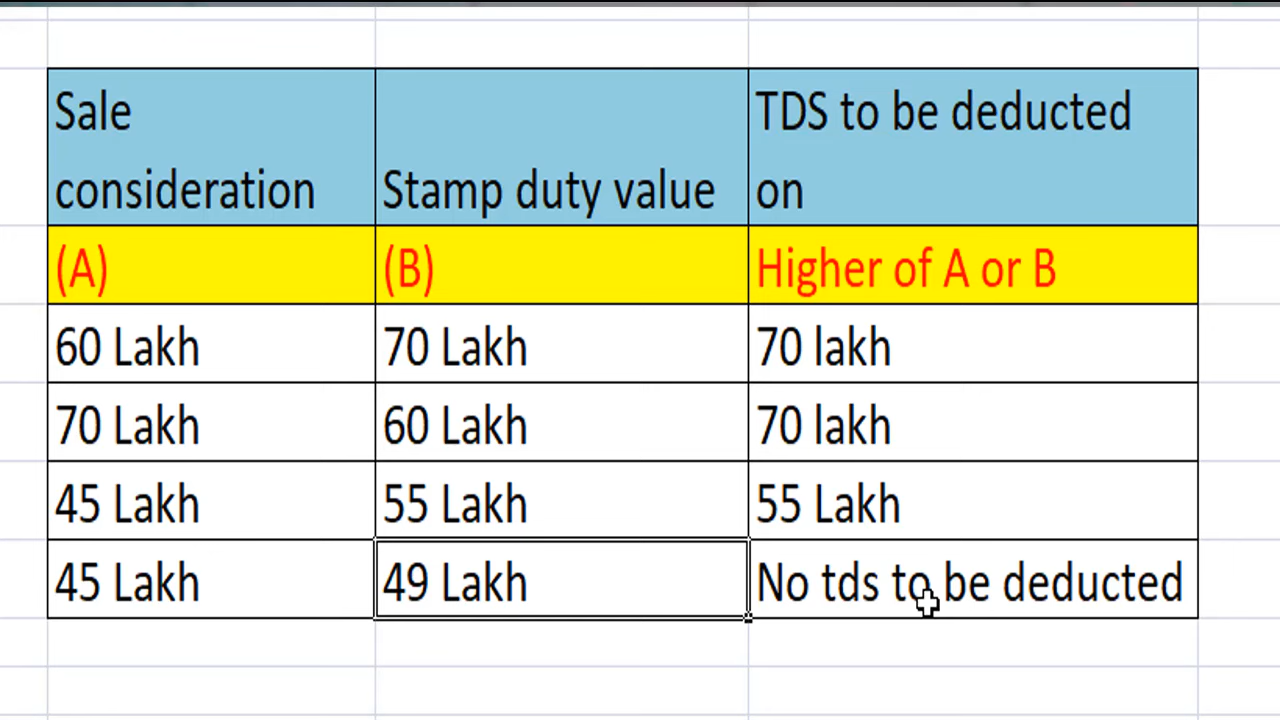 Sale
consideration
Stamp duty value
TDS to be deducted
on
(A)
(B)
Higher of A or B
60 Lakh
70 Lakh
70 lakh
70 Lakh
60 Lakh
70 lakh
45 Lakh
55 Lakh
55 Lakh
45 Lakh
49 Lakh
No tds to be deducted